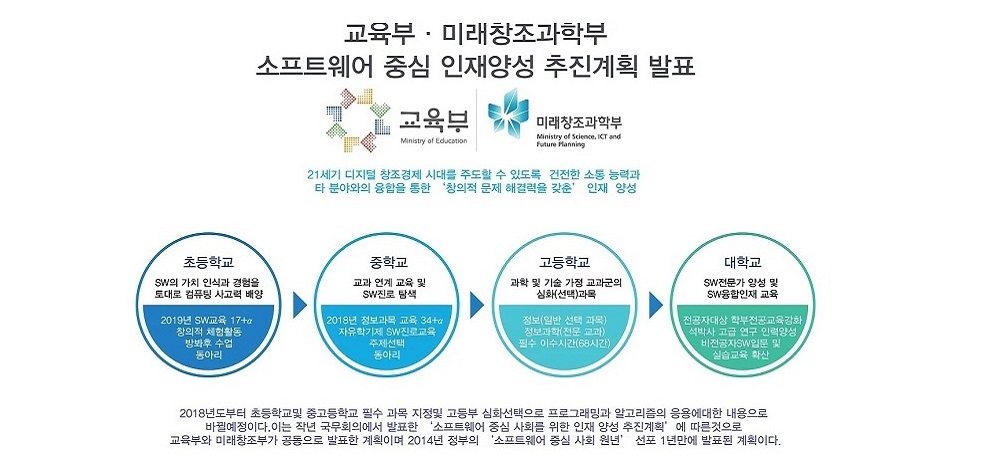 교육부 · 미래창조과학부
소프트웨어 중심 인재양성 추진계획 발표
교육부
Ministry of Education
미래창조과학부
Ministry of Science, ICT and
Future Planning
21세기 디지털 창조경제 시대를 주도할 수 있도록 건전한 소통 능력과
타 분야와의 융합을 통한 ‘창의적 문제 해결력을 갖춘’ 인재 양성
초등학교
SW의 가치 인식과 경험을
토대로 컴퓨팅 사고력 배양
2019년 SW교육 17+α
창의적 체험활동
방봐후 수업
동아리
중학교
교과 연계 교육 및
SW진로 탐색
2018년 정보과목 교육 34+α
자유학기제 SW진로교육
주제선택
동아리
고등학교
과학 및 기술 가정 교과군의
심화(선택)과목
정보(일반 선택 과목)
정보과학(전문 교과)
필수 이수시간(68시간)
대학교
SW전문가 양성 및
SW융합인재 교육
전공자대상 학부전공교육강화
석박사 고급 연구 인력양성
비전공자SW입문 및
실습교육 확산
2018년도부터 초등학교및 중고등학교 필수 과목 지정및 고등부 심화선택으로 프로그래밍과 알고리즘의 응용에대한 내용으로
바뀔예정이다.이는 작년 국무회의에서 발표한 ‘소프트웨어 중심 사회를 위한 인재 양성 추진계획’에 따른것으로
교육부와 미래창조부가 공동으로 발표한 계획이며 2014년 정부의 ‘소프트웨어 중심 사회 원년’ 선포 1년만에 발표된 계획이다.